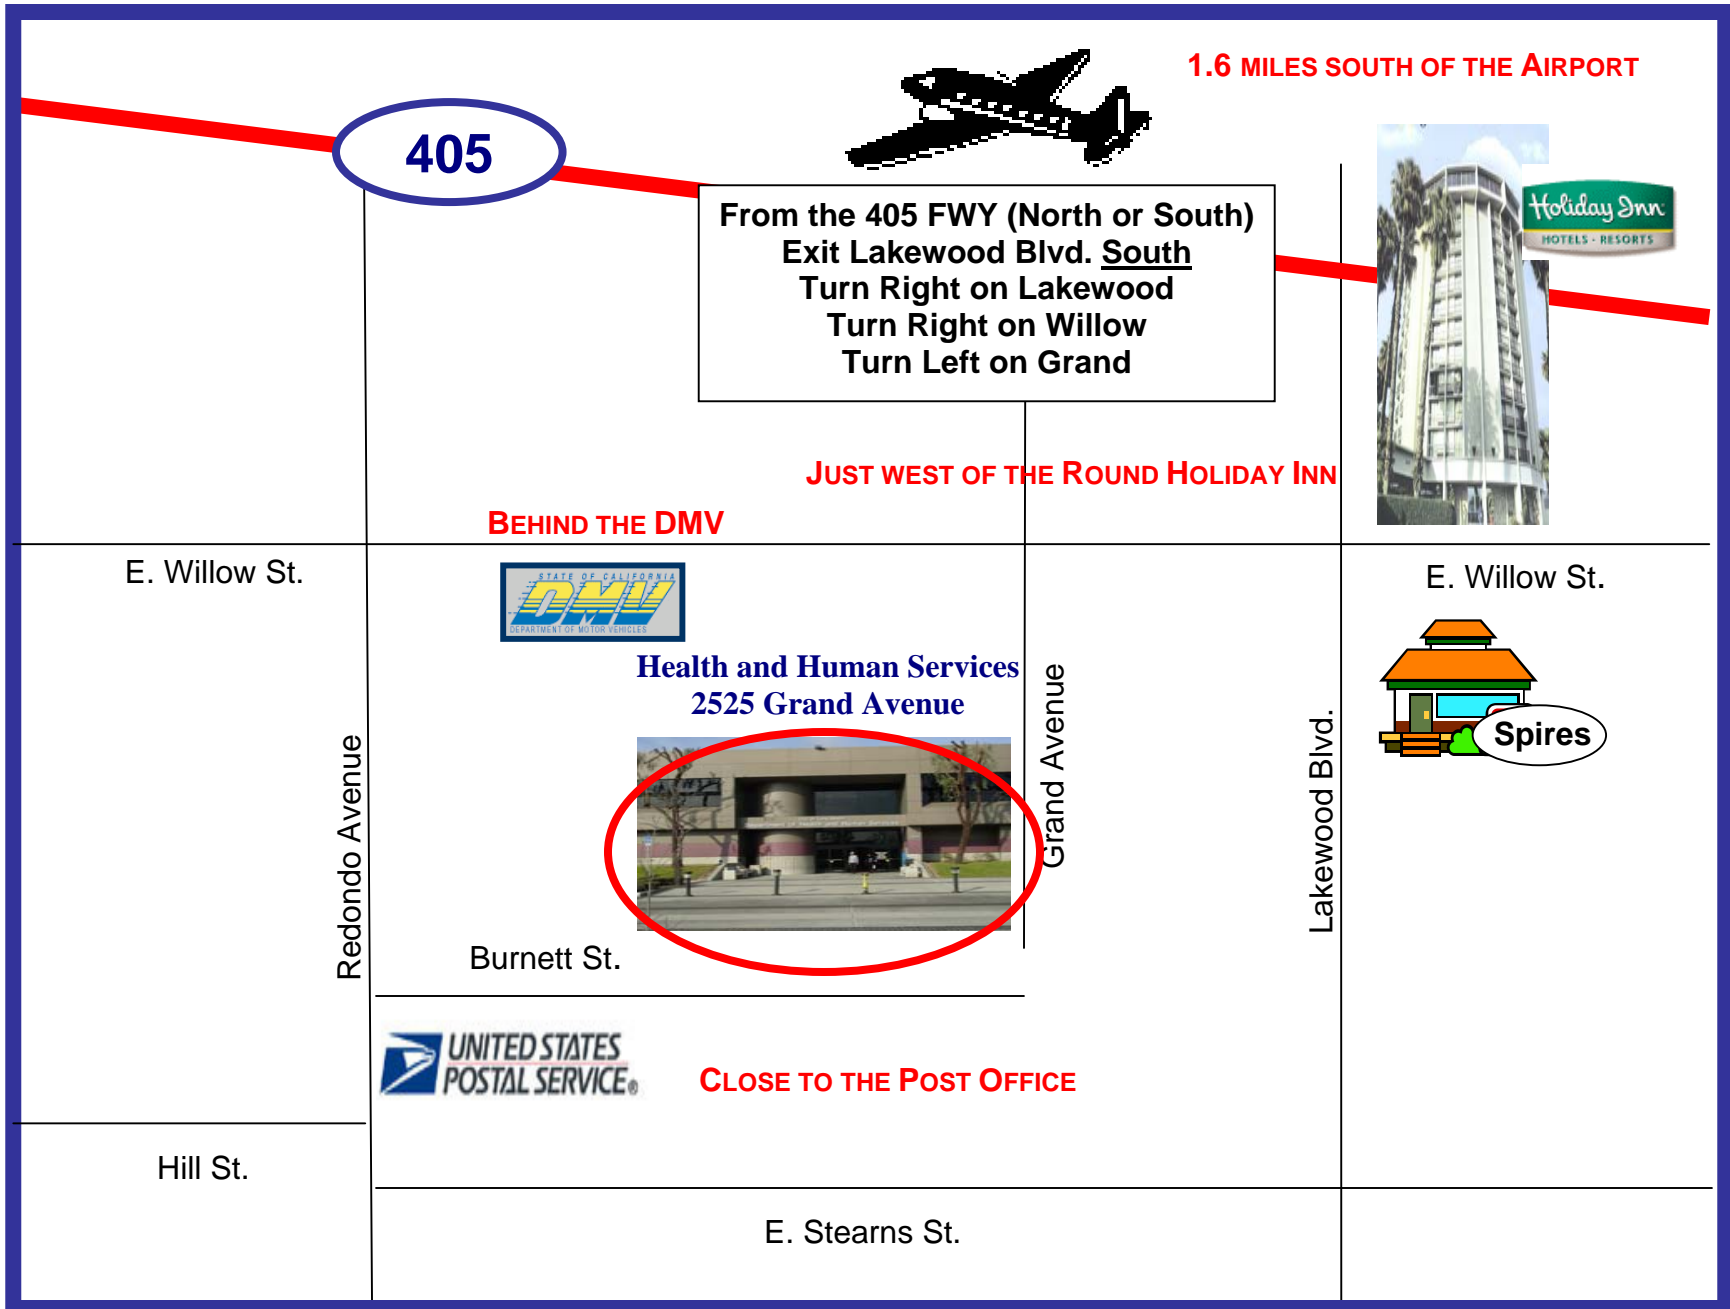 1.6 MILES SOUTH OF THE AIRPORT
405
Holiday Inn
HOTELS · RESORTS
From the 405 FWY (North or South)
Exit Lakewood Blvd. South
Turn Right on Lakewood
Turn Right on Willow
Turn Left on Grand
JUST WEST OF THE ROUND HOLIDAY INN
BEHIND THE DMV
E. Willow St.
E. Willow St.
STATE OF CALIFORNIA
DMV
DEPARTMENT OF MOTOR VEHICLES
Health and Human Services
2525 Grand Avenue
Redondo Avenue
Grand Avenue
Lakewood Blvd.
Spires
Burnett St.
UNITED STATES
POSTAL SERVICE®
CLOSE TO THE POST OFFICE
Hill St.
E. Stearns St.